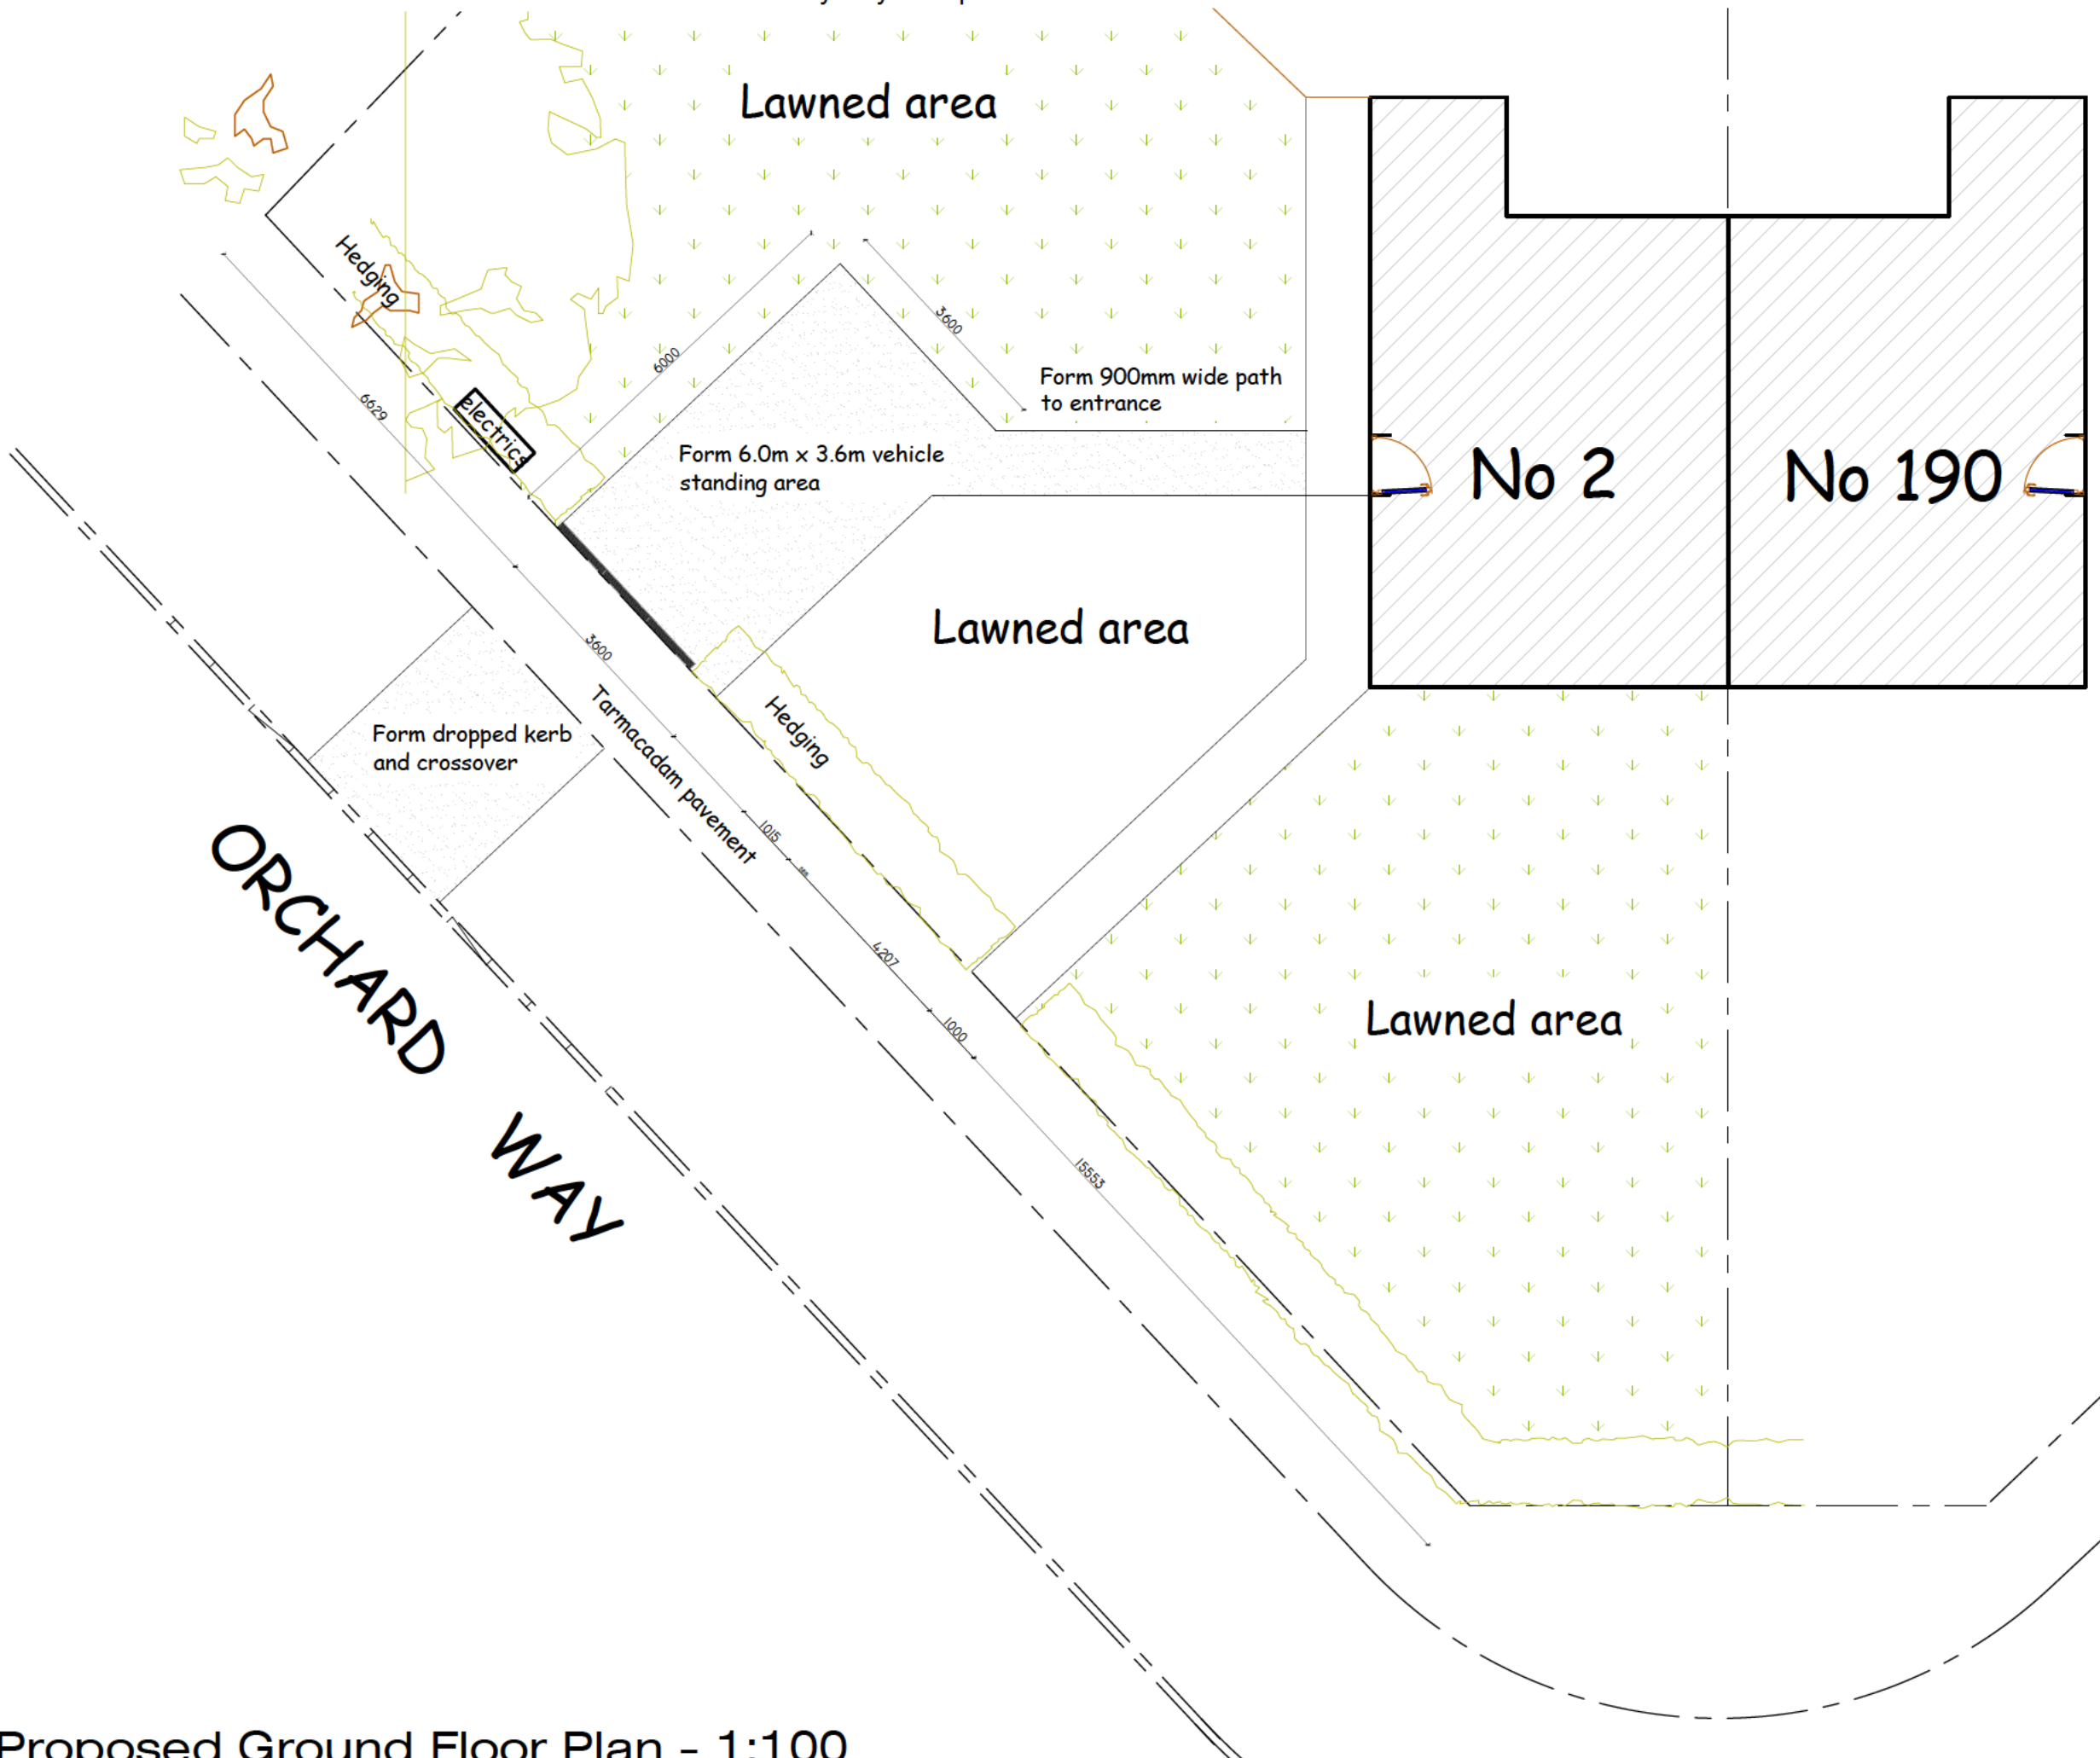 Lawned area
Hedging
3600
6000
Form 900mm wide path
to entrance
6629
electrics
Form 6.0m x 3.6m vehicle
standing area
No 2
No 190
3600
Lawned area
Tarmacadam pavement
Hedging
Form dropped kerb
and crossover
1015
ORCHARD WAY
4207
1000
Lawned area
15553
Proposed Ground Floor Plan - 1:100